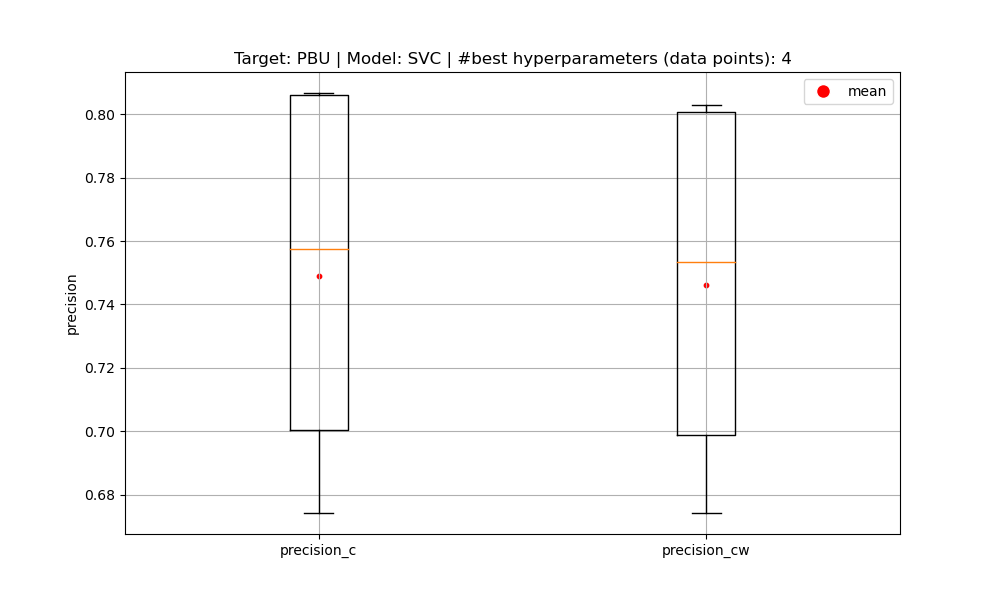 Target: PBU | Model: SVC | #best hyperparameters (data points): 4
mean
0.80
0.78
0.76
0.74
0.72
0.70
0.68
precision
precision_c
precision_cw